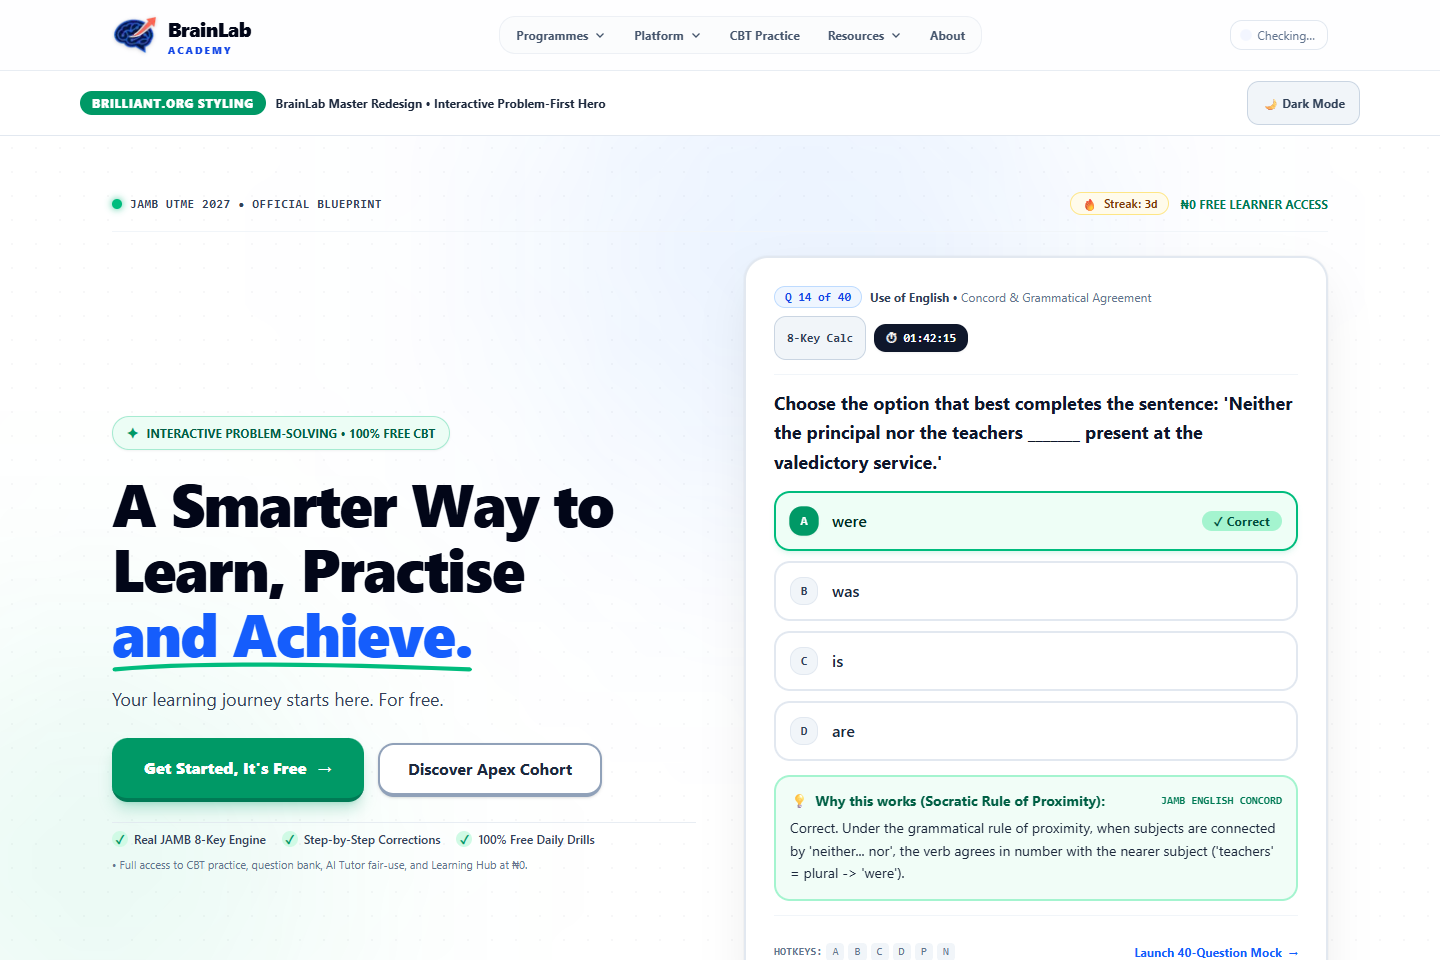 BrainLab
ACADEMY
Programmes
Platform
CBT Practice
Resources
About
Checking...
BRILLIANT.ORG STYLING
BrainLab Master Redesign • Interactive Problem-First Hero
🌙 Dark Mode
JAMB UTME 2027 • OFFICIAL BLUEPRINT
🔥 Streak: 3d
₦0 FREE LEARNER ACCESS
✦ INTERACTIVE PROBLEM-SOLVING • 100% FREE CBT
A Smarter Way to
Learn, Practise
and Achieve.
Your learning journey starts here. For free.
Get Started, It's Free →
Discover Apex Cohort
✓ Real JAMB 8-Key Engine
✓ Step-by-Step Corrections
✓ 100% Free Daily Drills
• Full access to CBT practice, question bank, AI Tutor fair-use, and Learning Hub at ₦0.
Q 14 of 40
Use of English • Concord & Grammatical Agreement
8-Key Calc
⏱ 01:42:15
Choose the option that best completes the sentence: 'Neither
the principal nor the teachers ______ present at the
valedictory service.'
A were ✓ Correct
B was
C is
D are
💡 Why this works (Socratic Rule of Proximity):
JAMB ENGLISH CONCORD
Correct. Under the grammatical rule of proximity, when subjects are connected
by 'neither... nor', the verb agrees in number with the nearer subject ('teachers'
= plural -> 'were').
HOTKEYS: A B C D P N
Launch 40-Question Mock →